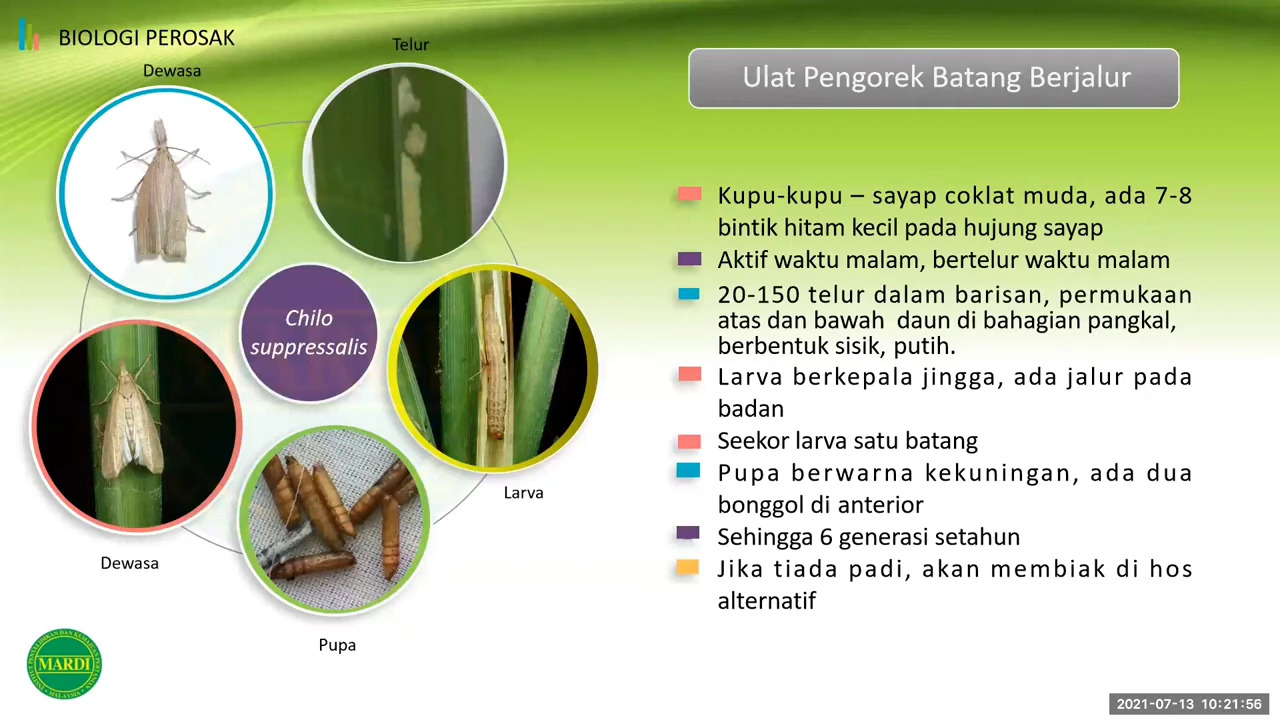 BIOLOGI PEROSAK
Dewasa
Telur
Ulat Pengorek Batang Berjalur
Chilo
suppressalis
Larva
Dewasa
Pupa
Kupu-kupu – sayap coklat muda, ada 7-8
bintik hitam kecil pada hujung sayap
Aktif waktu malam, bertelur waktu malam
20-150 telur dalam barisan, permukaan
atas dan bawah daun di bahagian pangkal,
berbentuk sisik, putih.
Larva berkepala jingga, ada jalur pada
badan
Seekor larva satu batang
Pupa berwarna kekuningan, ada dua
bonggol di anterior
Sehingga 6 generasi setahun
Jika tiada padi, akan membiak di hos
alternatif
MARDI
2021-07-13 10:21:56